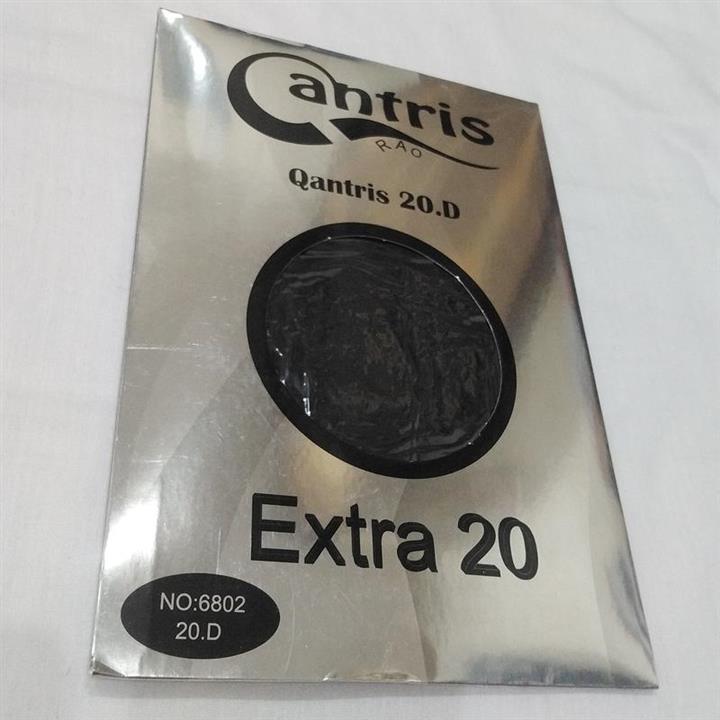 Qantris
RAO
Qantris 20.D
Extra 20
NO:6802
20.D